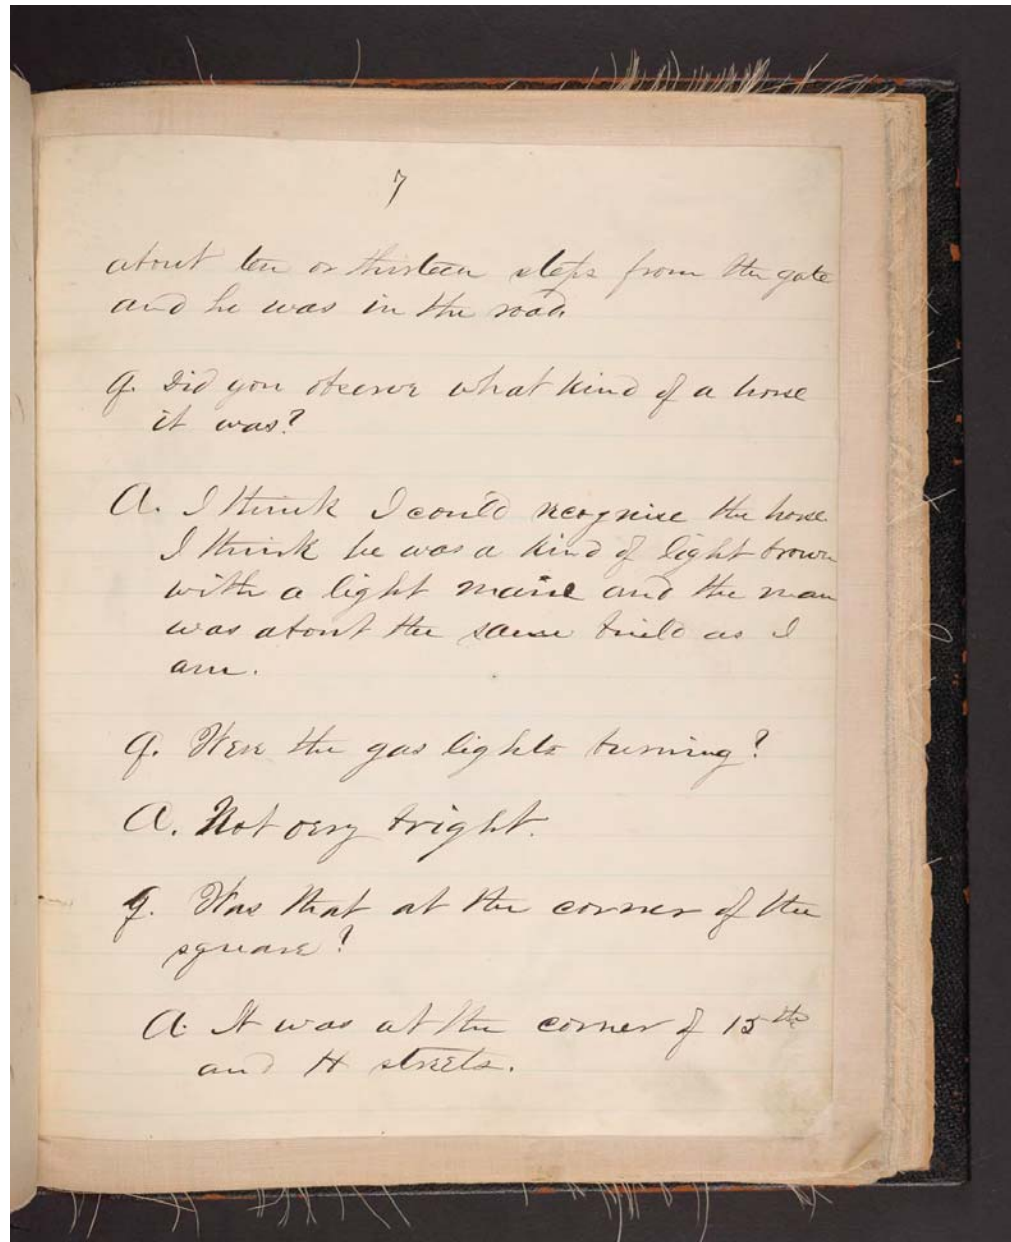 7
about ten or thirteen steps from the gate
and he was in the road.
Q. Did you observe what kind of a horse
it was?
A. I think I could recognise the horse.
I think he was a kind of light brown
with a light maine and the man
was about the same build as I
am.
Q. Were the gas lights burning?
A. Not very bright.
Q. Was that at the corner of the
square?
A. It was at the corner of 15th
and H streets.